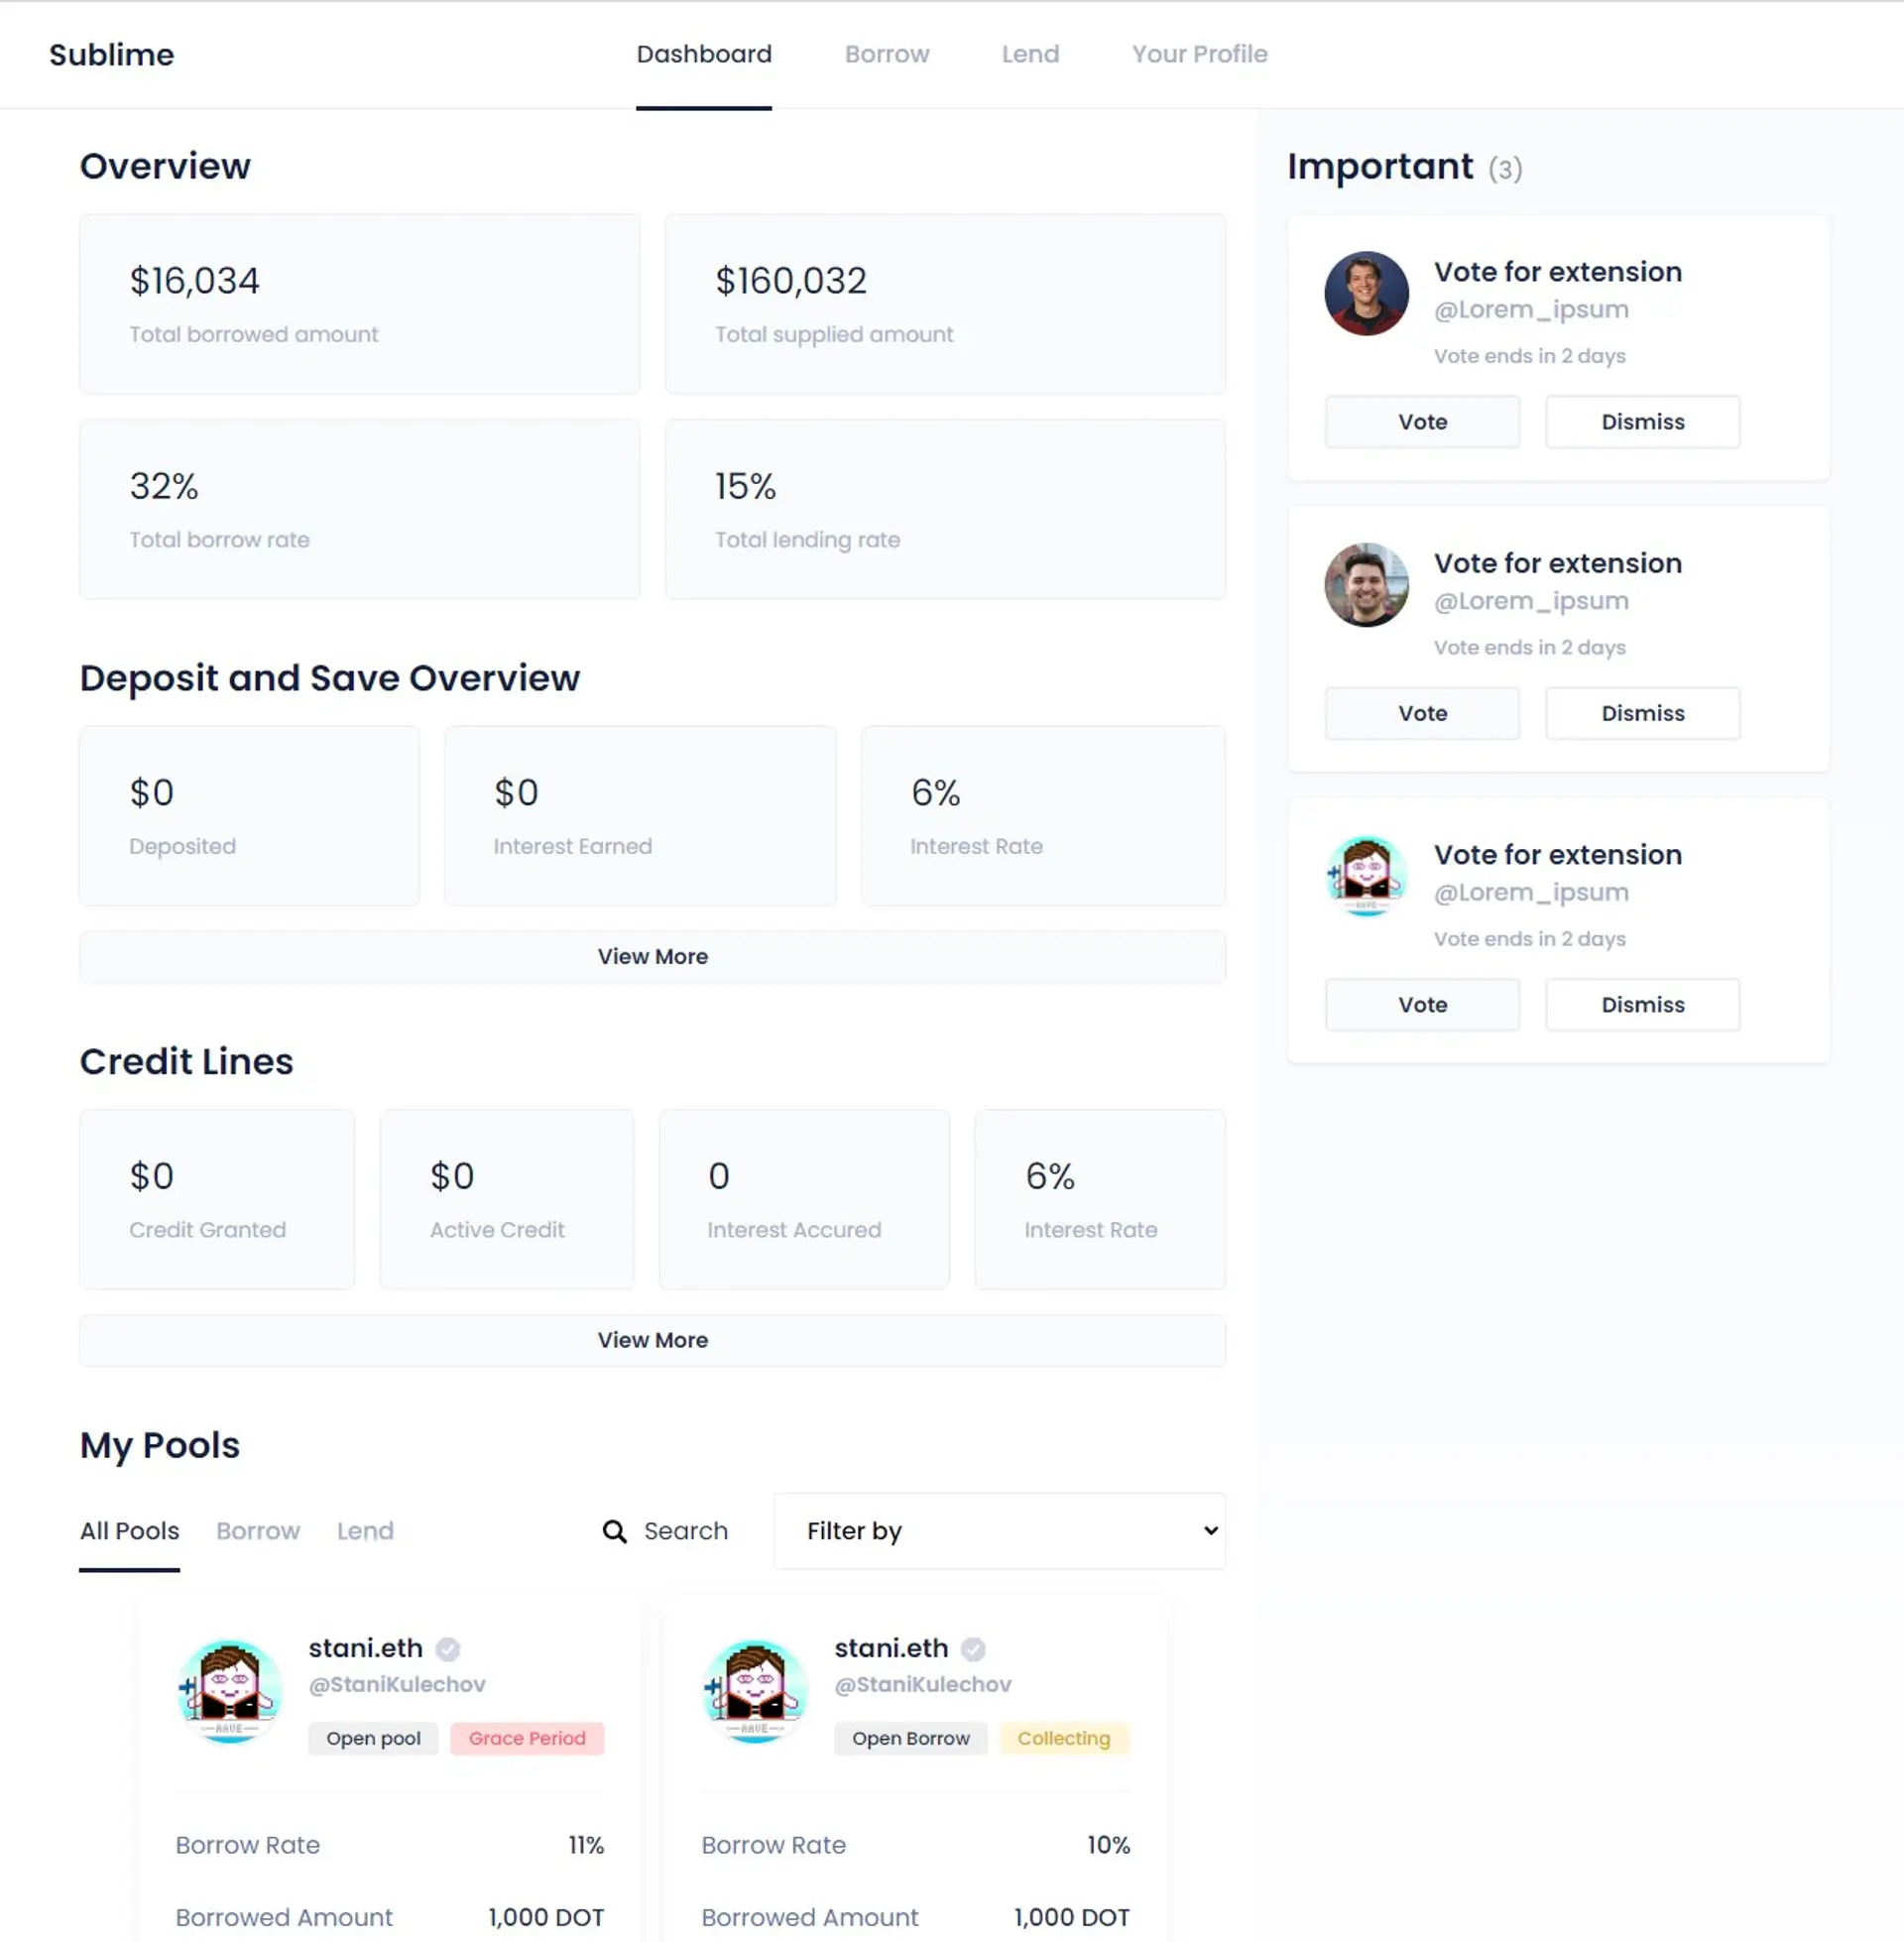 Sublime
Dashboard Borrow Lend Your Profile
Overview
$16,034
Total borrowed amount
$160,032
Total supplied amount
32%
Total borrow rate
15%
Total lending rate
Deposit and Save Overview
$0
Deposited
$0
Interest Earned
6%
Interest Rate
View More
Credit Lines
$0
Credit Granted
$0
Active Credit
0
Interest Accured
6%
Interest Rate
View More
My Pools
All Pools Borrow Lend Search Filter by
stani.eth
@StaniKulechov
Open pool Grace Period
AAVE
Borrow Rate 11%
Borrowed Amount 1,000 DOT
stani.eth
@StaniKulechov
Open Borrow Collecting
AAVE
Borrow Rate 10%
Borrowed Amount 1,000 DOT
Important (3)
Vote for extension
@Lorem_ipsum
Vote ends in 2 days
Vote Dismiss
Vote for extension
@Lorem_ipsum
Vote ends in 2 days
Vote Dismiss
Vote for extension
@Lorem_ipsum
AAVE
Vote ends in 2 days
Vote Dismiss